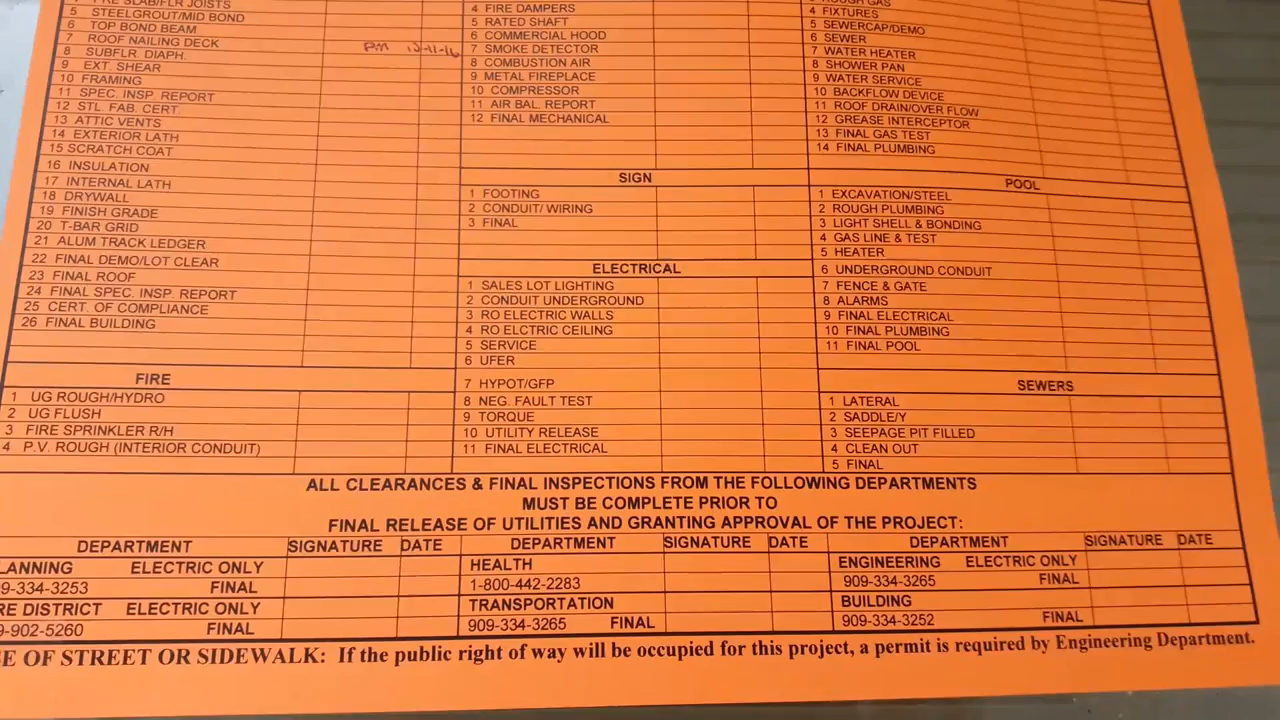 PRE SLAB/FLR JOISTS
5 STEELGROUT/MID BOND
6 TOP BOND BEAM
7 ROOF NAILING DECK
8 SUBFLR. DIAPH.
9 EXT. SHEAR
10 FRAMING
11 SPEC. INSP. REPORT
12 STL. FAB. CERT.
13 ATTIC VENTS
14 EXTERIOR LATH
15 SCRATCH COAT
16 INSULATION
17 INTERNAL LATH
18 DRYWALL
19 FINISH GRADE
20 T-BAR GRID
21 ALUM TRACK LEDGER
22 FINAL DEMO/LOT CLEAR
23 FINAL ROOF
24 FINAL SPEC. INSP. REPORT
25 CERT. OF COMPLIANCE
26 FINAL BUILDING
FIRE
1 UG ROUGH/HYDRO
2 UG FLUSH
3 FIRE SPRINKLER R/H
4 P.V. ROUGH (INTERIOR CONDUIT)
4 FIRE DAMPERS
5 RATED SHAFT
6 COMMERCIAL HOOD
7 SMOKE DETECTOR
8 COMBUSTION AIR
9 METAL FIREPLACE
10 COMPRESSOR
11 AIR BAL. REPORT
12 FINAL MECHANICAL
SIGN
1 FOOTING
2 CONDUIT/ WIRING
3 FINAL
ELECTRICAL
1 SALES LOT LIGHTING
2 CONDUIT UNDERGROUND
3 RO ELECTRIC WALLS
4 RO ELCTRIC CEILING
5 SERVICE
6 UFER
7 HYPOT/GFP
8 NEG. FAULT TEST
9 TORQUE
10 UTILITY RELEASE
11 FINAL ELECTRICAL
ROUGH GAS
4 FIXTURES
5 SEWERCAP/DEMO
6 SEWER
7 WATER HEATER
8 SHOWER PAN
9 WATER SERVICE
10 BACKFLOW DEVICE
11 ROOF DRAIN/OVER FLOW
12 GREASE INTERCEPTOR
13 FINAL GAS TEST
14 FINAL PLUMBING
POOL
1 EXCAVATION/STEEL
2 ROUGH PLUMBING
3 LIGHT SHELL & BONDING
4 GAS LINE & TEST
5 HEATER
6 UNDERGROUND CONDUIT
7 FENCE & GATE
8 ALARMS
9 FINAL ELECTRICAL
10 FINAL PLUMBING
11 FINAL POOL
SEWERS
1 LATERAL
2 SADDLE/Y
3 SEEPAGE PIT FILLED
4 CLEAN OUT
5 FINAL
ALL CLEARANCES & FINAL INSPECTIONS FROM THE FOLLOWING DEPARTMENTS
MUST BE COMPLETE PRIOR TO
FINAL RELEASE OF UTILITIES AND GRANTING APPROVAL OF THE PROJECT:
DEPARTMENT SIGNATURE DATE DEPARTMENT SIGNATURE DATE DEPARTMENT SIGNATURE DATE
LANNING ELECTRIC ONLY HEALTH ENGINEERING ELECTRIC ONLY
9-334-3253 FINAL 1-800-442-2283 909-334-3265 FINAL
RE DISTRICT ELECTRIC ONLY TRANSPORTATION BUILDING
9-902-5260 FINAL 909-334-3265 FINAL 909-334-3252 FINAL
E OF STREET OR SIDEWALK: If the public right of way will be occupied for this project, a permit is required by Engineering Department.